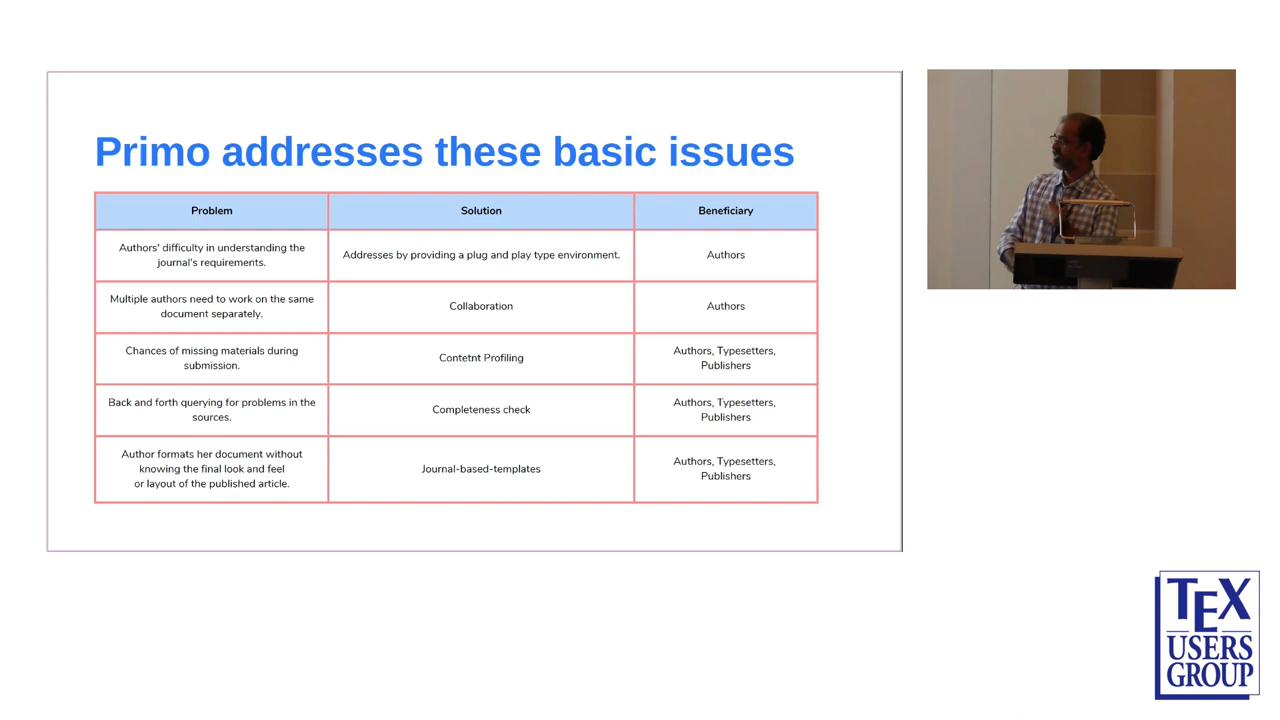 Primo addresses these basic issues
Problem
Solution
Beneficiary
Authors' difficulty in understanding the
journal's requirements.
Addresses by providing a plug and play type environment.
Authors
Multiple authors need to work on the same
document separately.
Collaboration
Authors
Chances of missing materials during
submission.
Contetnt Profiling
Authors, Typesetters,
Publishers
Back and forth querying for problems in the
sources.
Completeness check
Authors, Typesetters,
Publishers
Author formats her document without
knowing the final look and feel
or layout of the published article.
Journal-based-templates
Authors, Typesetters,
Publishers
TEX
USERS
GROUP